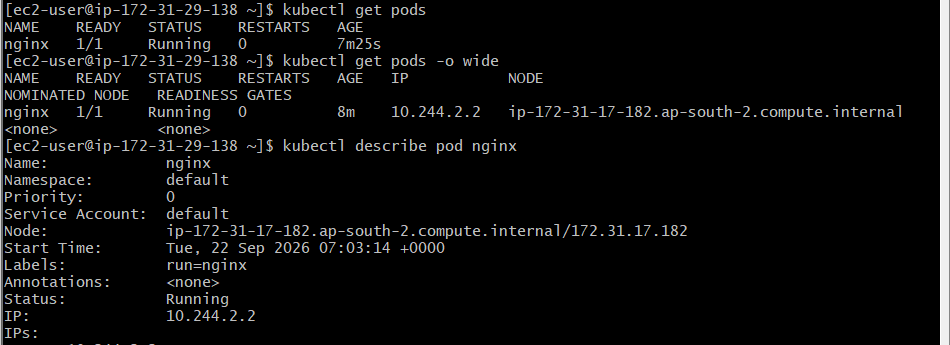 [ec2-user@ip-172-31-29-138 ~]$ kubectl get pods
NAME    READY   STATUS    RESTARTS   AGE
nginx   1/1     Running   0          7m25s
[ec2-user@ip-172-31-29-138 ~]$ kubectl get pods -o wide
NAME    READY   STATUS    RESTARTS   AGE   IP           NODE
NOMINATED NODE   READINESS GATES
nginx   1/1     Running   0          8m    10.244.2.2   ip-172-31-17-182.ap-south-2.compute.internal
<none>           <none>
[ec2-user@ip-172-31-29-138 ~]$ kubectl describe pod nginx
Name:             nginx
Namespace:        default
Priority:         0
Service Account:  default
Node:             ip-172-31-17-182.ap-south-2.compute.internal/172.31.17.182
Start Time:       Tue, 22 Sep 2026 07:03:14 +0000
Labels:           run=nginx
Annotations:      <none>
Status:           Running
IP:               10.244.2.2
IPs: